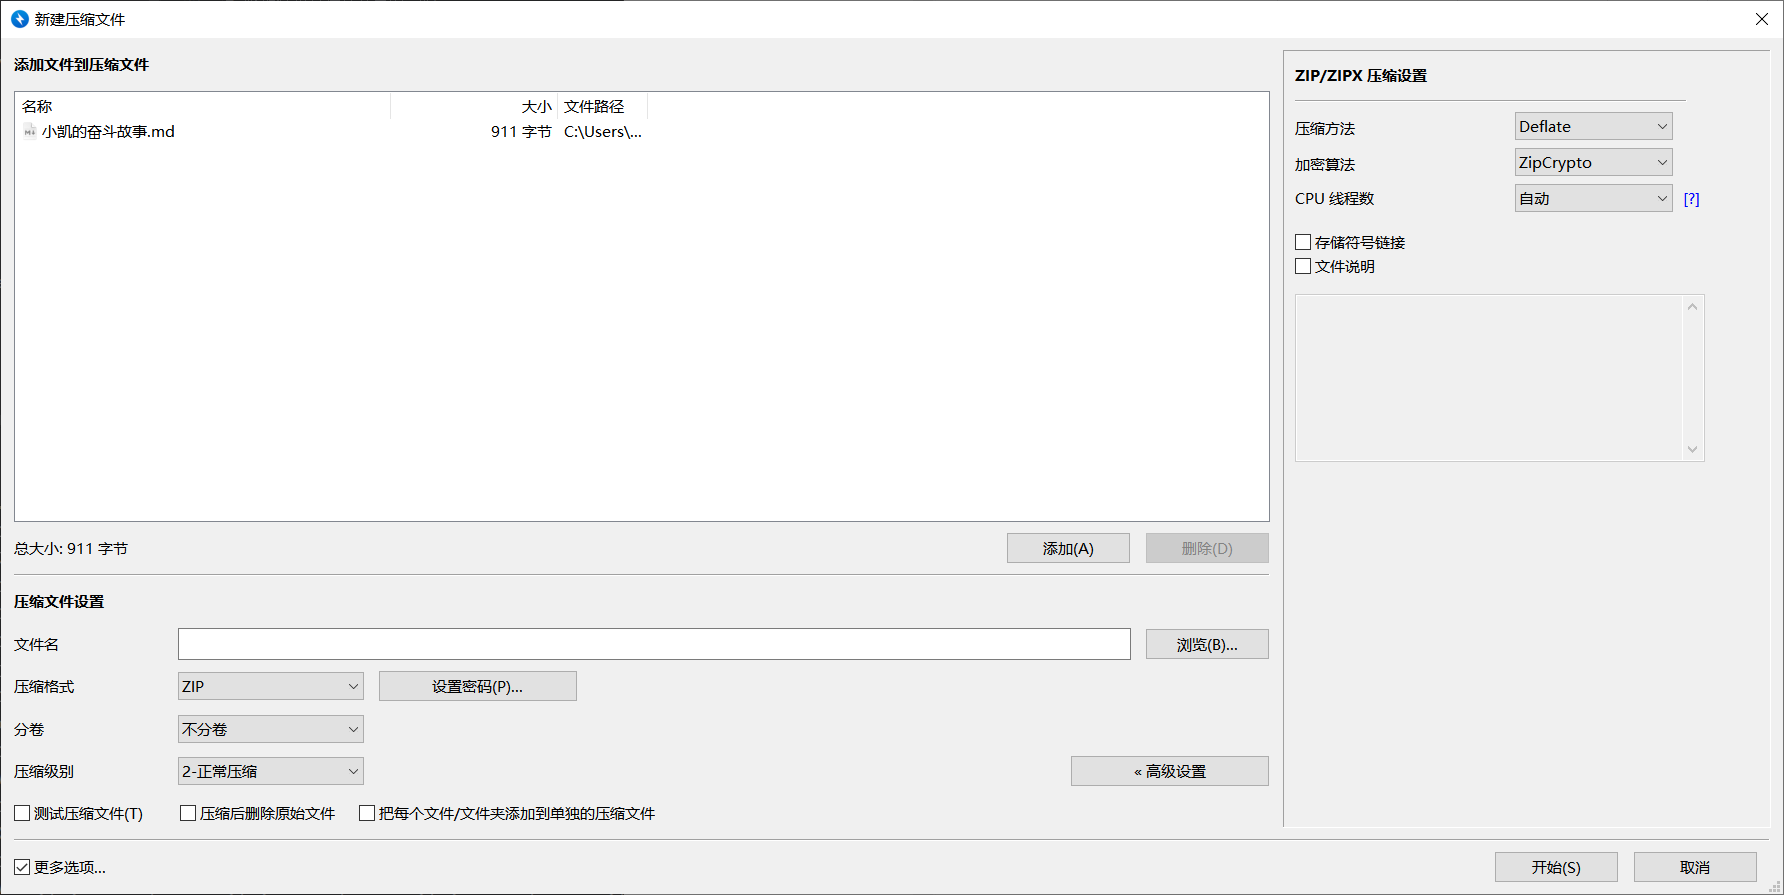 新建压缩文件
添加文件到压缩文件
名称 大小 文件路径
小凯的奋斗故事.md 911 字节 C:\Users\...
总大小: 911 字节 添加(A) 删除(D)
压缩文件设置
文件名 浏览(B)...
压缩格式 ZIP 设置密码(P)...
分卷 不分卷
压缩级别 2-正常压缩 « 高级设置
测试压缩文件(T) 压缩后删除原始文件 把每个文件/文件夹添加到单独的压缩文件
ZIP/ZIPX 压缩设置
压缩方法 Deflate
加密算法 ZipCrypto
CPU 线程数 自动 [?]
存储符号链接
文件说明
更多选项... 开始(S) 取消